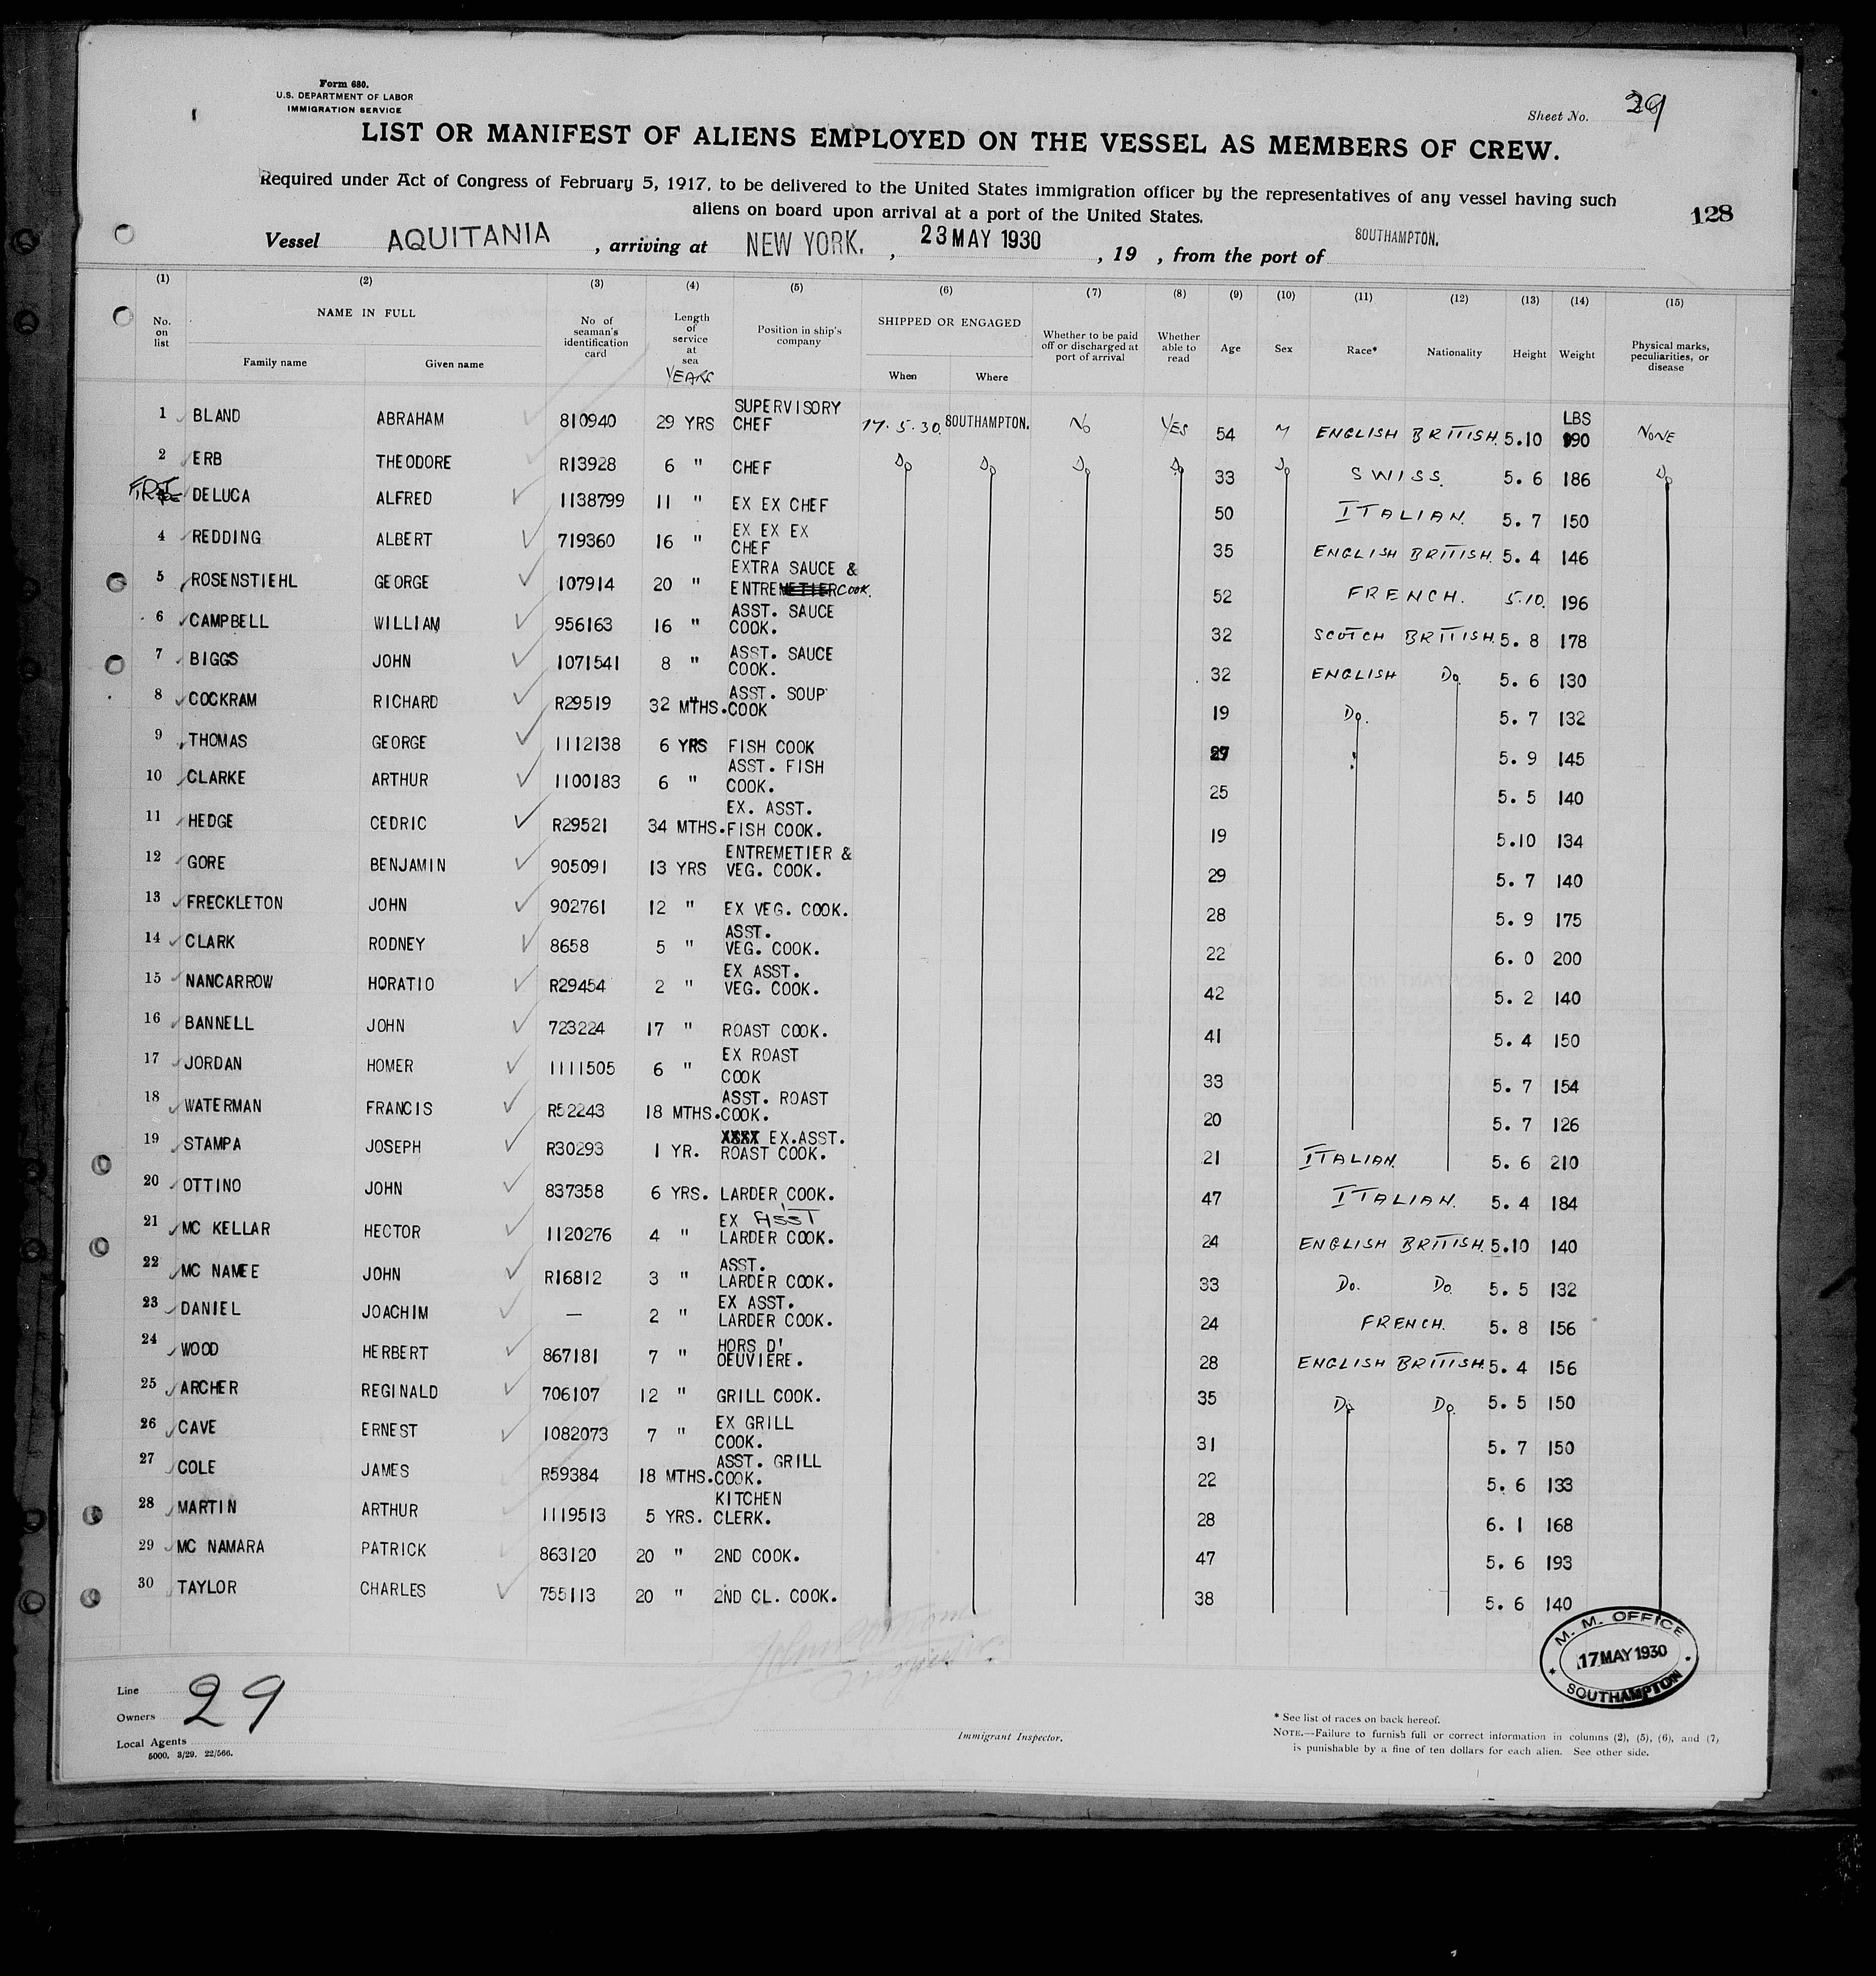 Form 680.
U.S. DEPARTMENT OF LABOR
IMMIGRATION SERVICE
Sheet No. 29
LIST OR MANIFEST OF ALIENS EMPLOYED ON THE VESSEL AS MEMBERS OF CREW.
Required under Act of Congress of February 5, 1917, to be delivered to the United States immigration officer by the representatives of any vessel having such
aliens on board upon arrival at a port of the United States.
128
Vessel AQUITANIA , arriving at NEW YORK. , 23 MAY 1930 , 19 , from the port of SOUTHAMPTON.
(1) (2) (3) (4) (5) (6) (7) (8) (9) (10) (11) (12) (13) (14) (15)
No. on list NAME IN FULL Family name Given name No. of seaman's identification card Length of service at sea YEARS Position in ship's company SHIPPED OR ENGAGED When Where Whether to be paid off or discharged at port of arrival Whether able to read Age Sex Race* Nationality Height Weight Physical marks, peculiarities, or disease
1 BLAND ABRAHAM 810940 29 YRS SUPERVISORY CHEF 17.5.30. SOUTHAMPTON. No YES 54 M ENGLISH BRITISH. 5.10 LBS 190 NONE
2 ERB THEODORE R13928 6 " CHEF Do Do Do Do 33 Do SWISS. 5. 6 186 Do
DELUCA ALFRED 1138799 11 " EX EX CHEF 50 ITALIAN. 5. 7 150
4 REDDING ALBERT 719360 16 " EX EX EX CHEF 35 ENGLISH BRITISH. 5. 4 146
5 ROSENSTIEHL GEORGE 107914 20 " EXTRA SAUCE & ENTREMETIER COOK. 52 FRENCH. 5.10. 196
6 CAMPBELL WILLIAM 956163 16 " ASST. SAUCE COOK. 32 SCOTCH BRITISH. 5. 8 178
7 BIGGS JOHN 1071541 8 " ASST. SAUCE COOK. 32 ENGLISH Do 5. 6 130
8 COCKRAM RICHARD R29519 32 MTHS. ASST. SOUP COOK 19 Do. 5. 7 132
9 THOMAS GEORGE 1112138 6 YRS FISH COOK 27 5. 9 145
10 CLARKE ARTHUR 1100183 6 " ASST. FISH COOK. 25 5. 5 140
11 HEDGE CEDRIC R29521 34 MTHS. EX. ASST. FISH COOK. 19 5.10 134
12 GORE BENJAMIN 905091 13 YRS ENTREMETIER & VEG. COOK. 29 5. 7 140
13 FRECKLETON JOHN 902761 12 " EX VEG. COOK. 28 5. 9 175
14 CLARK RODNEY 8658 5 " ASST. VEG. COOK. 22 6. 0 200
15 NANCARROW HORATIO R29454 2 " EX ASST. VEG. COOK. 42 5. 2 140
16 BANNELL JOHN 723224 17 " ROAST COOK. 41 5. 4 150
17 JORDAN HOMER 1111505 6 " EX ROAST COOK 33 5. 7 154
18 WATERMAN FRANCIS R52243 18 MTHS. ASST. ROAST COOK. 20 5. 7 126
19 STAMPA JOSEPH R30293 1 YR. XXXX EX.ASST. ROAST COOK. 21 ITALIAN. 5. 6 210
20 OTTINO JOHN 837358 6 YRS. LARDER COOK. 47 ITALIAN. 5. 4 184
21 MC KELLAR HECTOR 1120276 4 " EX ASST LARDER COOK. 24 ENGLISH BRITISH. 5.10 140
22 MC NAMEE JOHN R16812 3 " ASST. LARDER COOK. 33 Do. Do. 5. 5 132
23 DANIEL JOACHIM — 2 " EX ASST. LARDER COOK. 24 FRENCH. 5. 8 156
24 WOOD HERBERT 867181 7 " HORS D' OEUVIERE. 28 ENGLISH BRITISH. 5. 4 156
25 ARCHER REGINALD 706107 12 " GRILL COOK. 35 Do Do. 5. 5 150
26 CAVE ERNEST 1082073 7 " EX GRILL COOK. 31 5. 7 150
27 COLE JAMES R59384 18 MTHS. ASST. GRILL COOK. 22 5. 6 133
28 MARTIN ARTHUR 1119513 5 YRS. KITCHEN CLERK. 28 6. 1 168
29 MC NAMARA PATRICK 863120 20 " 2ND COOK. 47 5. 6 193
30 TAYLOR CHARLES 755113 20 " 2ND CL. COOK. 38 5. 6 140
M. M. OFFICE
17 MAY 1930
SOUTHAMPTON
Line
Owners
Local Agents
29
5000. 3/29. 22/566.
Immigrant Inspector.
* See list of races on back hereof.
NOTE.—Failure to furnish full or correct information in columns (2), (5), (6), and (7)
is punishable by a fine of ten dollars for each alien. See other side.